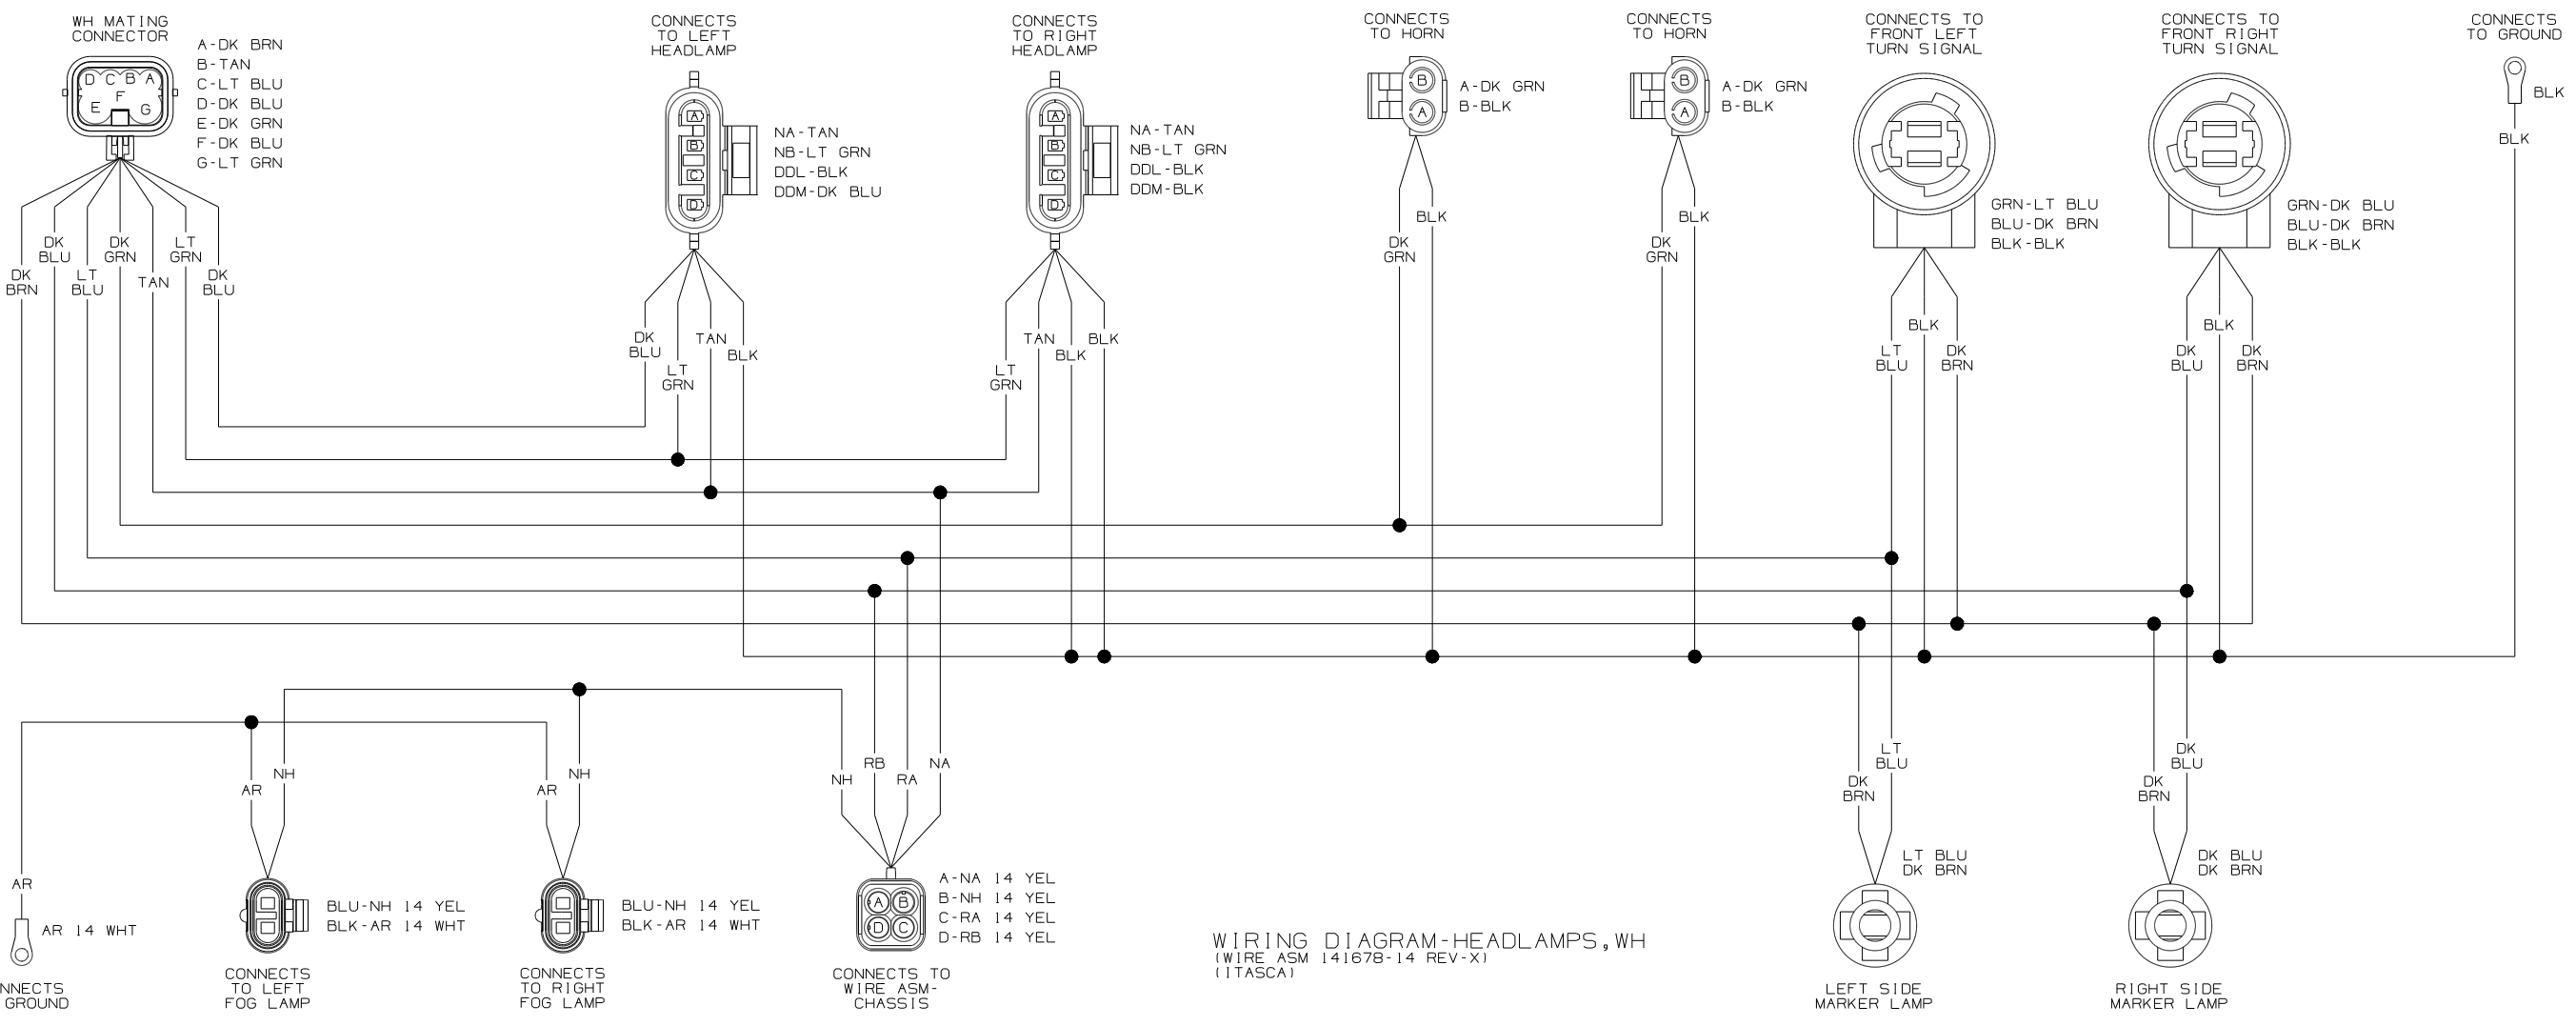 WH MATING
CONNECTOR
A-DK BRN
B-TAN
C-LT BLU
D-DK BLU
E-DK GRN
F-DK BLU
G-LT GRN
D C B A
F
E G
CONNECTS
TO LEFT
HEADLAMP
A
B
C
D
NA-TAN
NB-LT GRN
DDL-BLK
DDM-DK BLU
CONNECTS
TO RIGHT
HEADLAMP
A
B
C
D
NA-TAN
NB-LT GRN
DDL-BLK
DDM-BLK
CONNECTS
TO HORN
B
A
A-DK GRN
B-BLK
CONNECTS
TO HORN
B
A
A-DK GRN
B-BLK
CONNECTS TO
FRONT LEFT
TURN SIGNAL
GRN-LT BLU
BLU-DK BRN
BLK-BLK
CONNECTS TO
FRONT RIGHT
TURN SIGNAL
GRN-DK BLU
BLU-DK BRN
BLK-BLK
CONNECTS
TO GROUND
BLK
BLK
DK
BRN
DK
BLU
LT
BLU
DK
GRN
TAN
LT
GRN
DK
BLU
DK
BLU
LT
GRN
TAN
BLK
LT
GRN
TAN
BLK
BLK
DK
GRN
BLK
DK
GRN
BLK
LT
BLU
BLK
DK
BRN
DK
BLU
BLK
DK
BRN
AR
AR 14 WHT
NNECTS
GROUND
AR
NH
BLU-NH 14 YEL
BLK-AR 14 WHT
CONNECTS
TO LEFT
FOG LAMP
AR
NH
BLU-NH 14 YEL
BLK-AR 14 WHT
CONNECTS
TO RIGHT
FOG LAMP
NH
RB
RA
NA
A B
D C
A-NA 14 YEL
B-NH 14 YEL
C-RA 14 YEL
D-RB 14 YEL
CONNECTS TO
WIRE ASM-
CHASSIS
WIRING DIAGRAM-HEADLAMPS,WH
(WIRE ASM 141678-14 REV-X)
(ITASCA)
DK
BRN
LT
BLU
LT BLU
DK BRN
LEFT SIDE
MARKER LAMP
DK
BRN
DK
BLU
DK BLU
DK BRN
RIGHT SIDE
MARKER LAMP